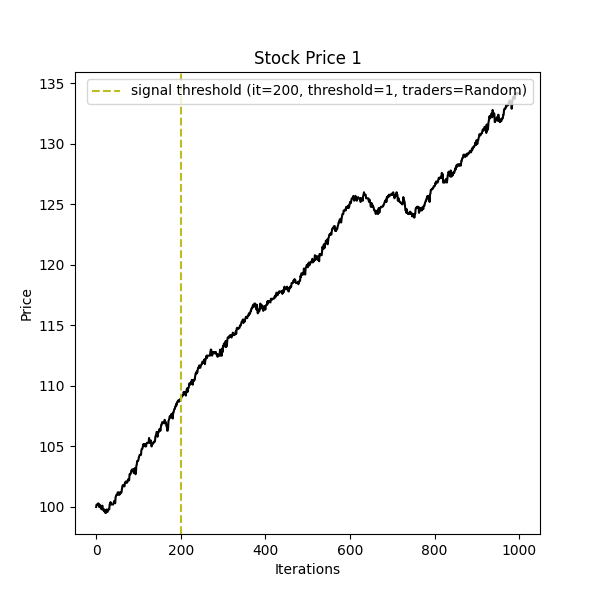 Stock Price 1
signal threshold (it=200, threshold=1, traders=Random)
135
130
125
120
115
110
105
100
Price
0 200 400 600 800 1000
Iterations